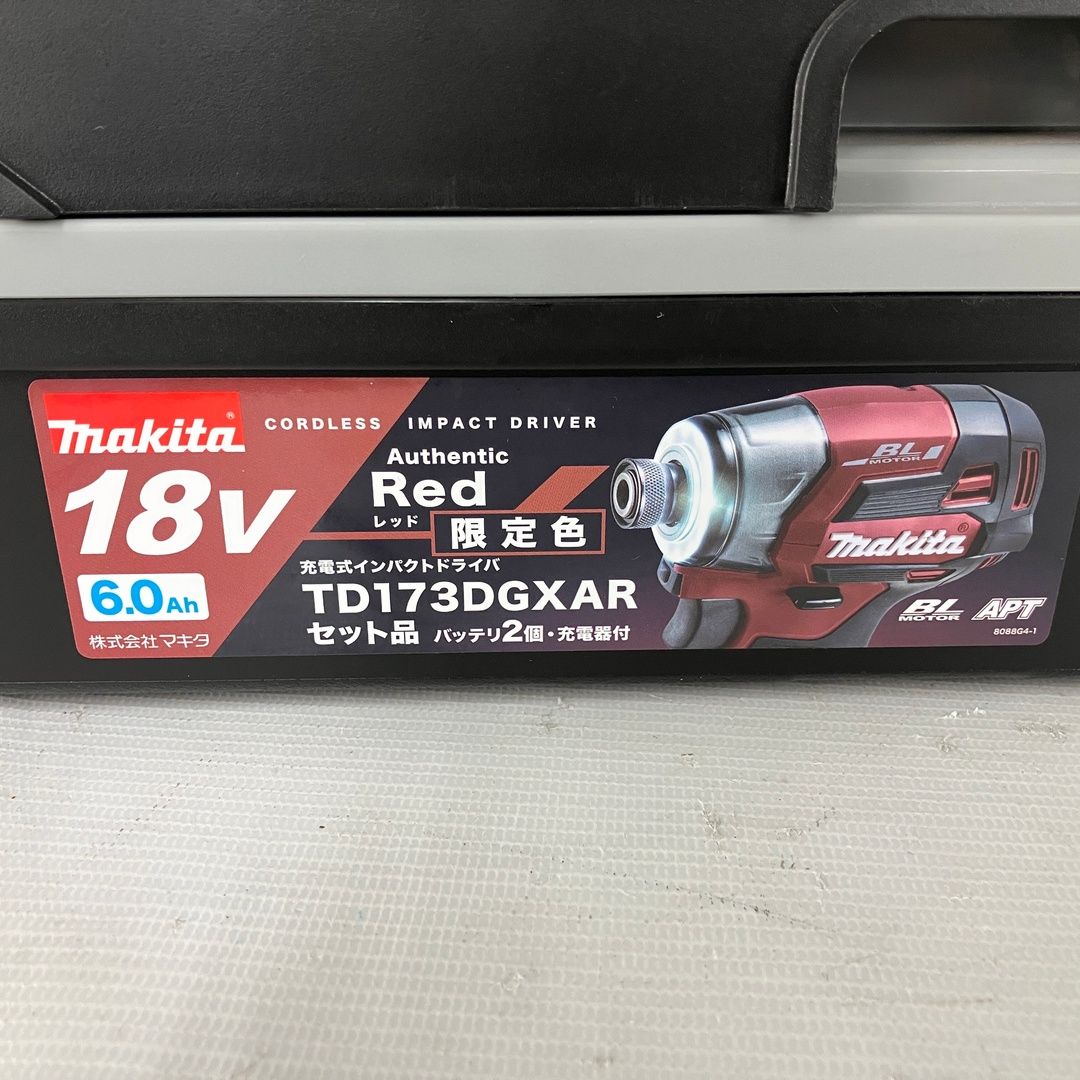 makita®
CORDLESS IMPACT DRIVER
18V
Authentic
Red
レッド
限定色
6.0Ah
充電式インパクトドライバ
TD173DGXAR
セット品 バッテリ2個・充電器付
株式会社マキタ
BL
MOTOR
makita®
BL
MOTOR
APT
8088G4-1